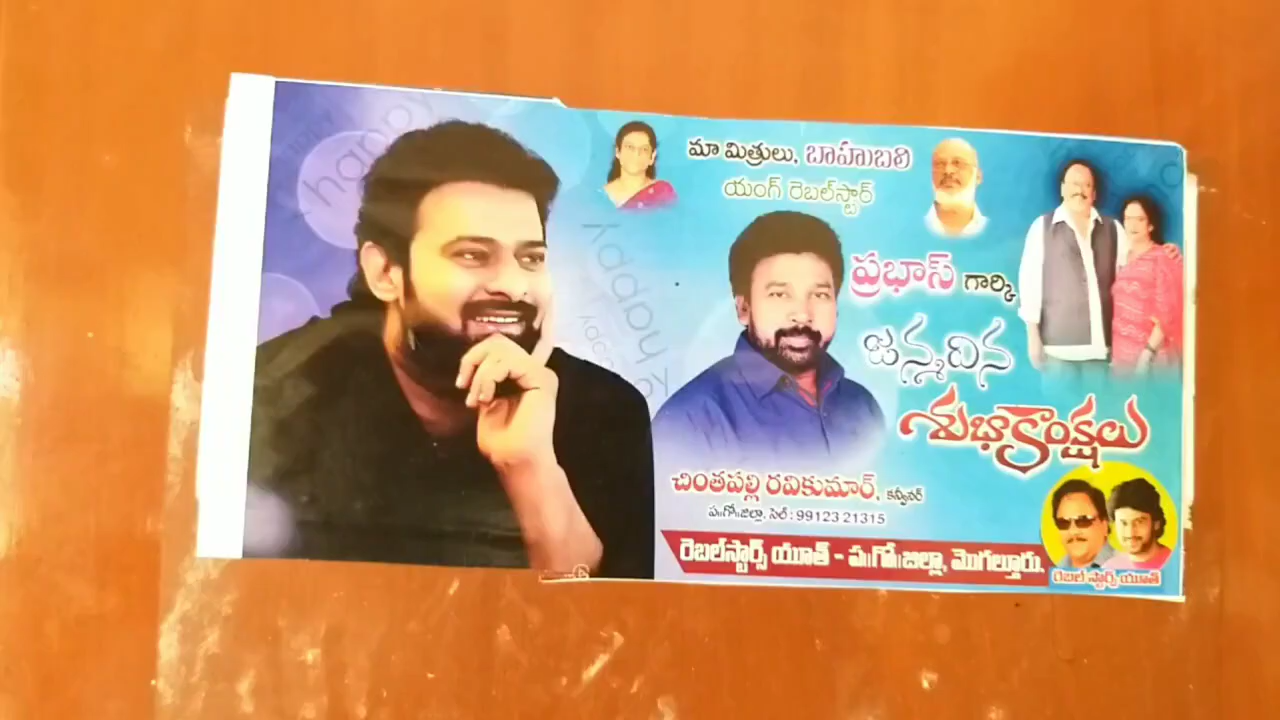 మా మిత్రులు, బాహుబలి
యంగ్ రెబల్‌స్టార్
ప్రభాస్ గార్కి
జన్మదిన
శుభాకాంక్షలు
చింతపల్లి రవికుమార్, కన్వీనర్
ప॥గో॥జిల్లా, సెల్ : 99123 21315
రెబల్‌స్టార్స్ యూత్ - ప॥గో॥జిల్లా, మొగల్తూరు.
రెబల్ స్టార్స్ యూత్
happy
happy